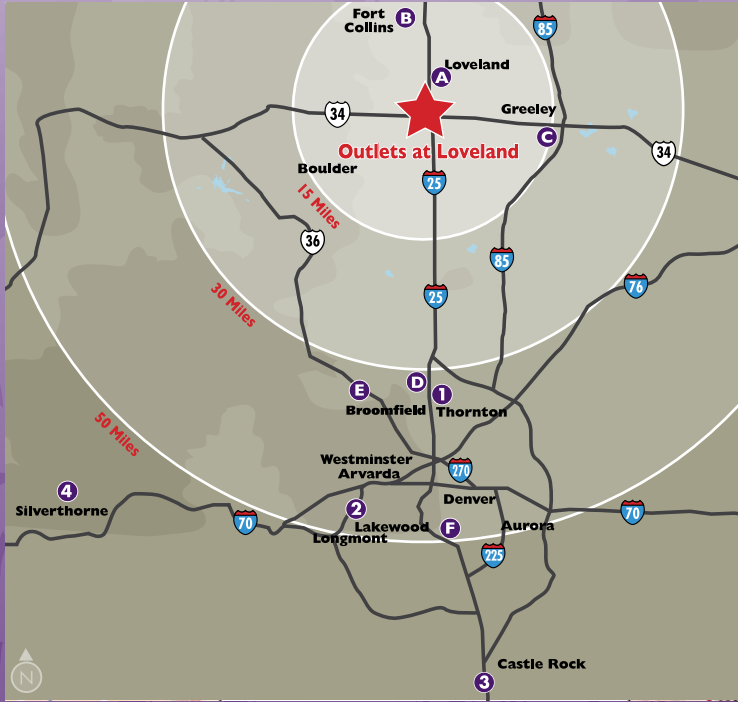 Fort
Collins
B
85
Loveland
A
34
Greeley
C
Outlets at Loveland
34
Boulder
25
15 Miles
36
85
76
30 Miles
25
E
D
1
Broomfield
Thornton
50 Miles
Westminster
Arvarda
270
4
Silverthorne
Denver
70
2
Lakewood
F
Aurora
70
Longmont
225
Castle Rock
3
N